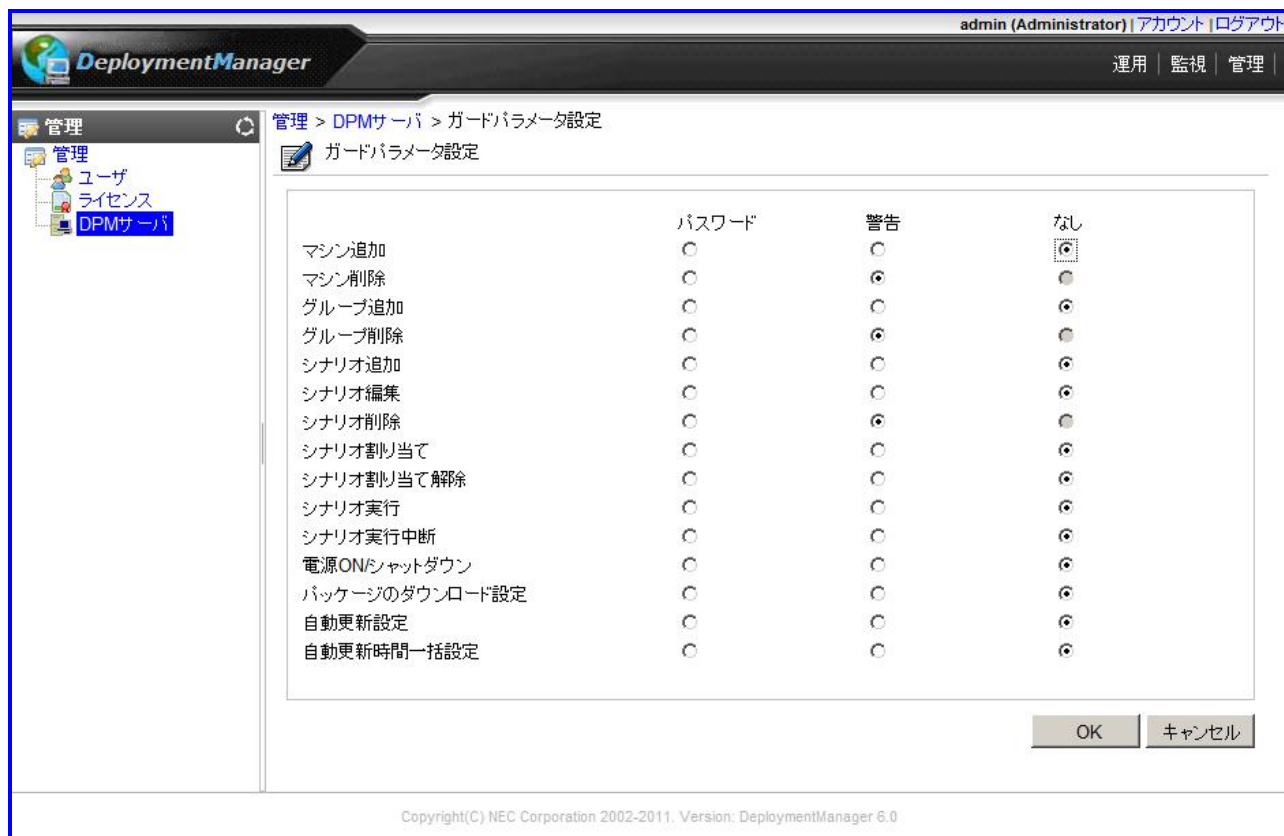 admin (Administrator) | アカウント | ログアウト
DeploymentManager
運用 | 監視 | 管理 |
管理
管理 > DPMサーバ > ガードパラメータ設定
管理
ガードパラメータ設定
ユーザ
ライセンス
DPMサーバ
パスワード 警告 なし
マシン追加
マシン削除
グループ追加
グループ削除
シナリオ追加
シナリオ編集
シナリオ削除
シナリオ割り当て
シナリオ割り当て解除
シナリオ実行
シナリオ実行中断
電源ON/シャットダウン
パッケージのダウンロード設定
自動更新設定
自動更新時間一括設定
OK キャンセル
Copyright(C) NEC Corporation 2002-2011. Version: DeploymentManager 6.0